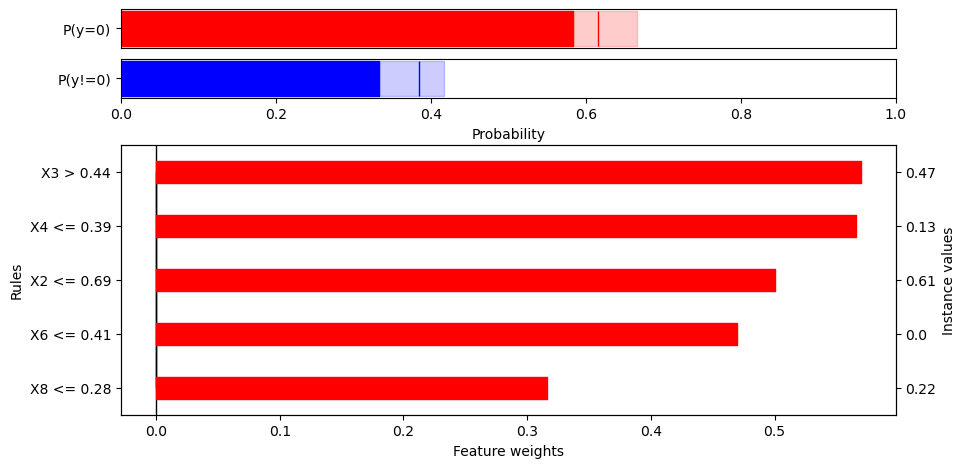 P(y=0)
P(y!=0)
0.0 0.2 0.4 0.6 0.8 1.0
Probability
X3 > 0.44 0.47
X4 <= 0.39 0.13
X2 <= 0.69 0.61
X6 <= 0.41 0.0
X8 <= 0.28 0.22
Rules
Instance values
0.0 0.1 0.2 0.3 0.4 0.5
Feature weights